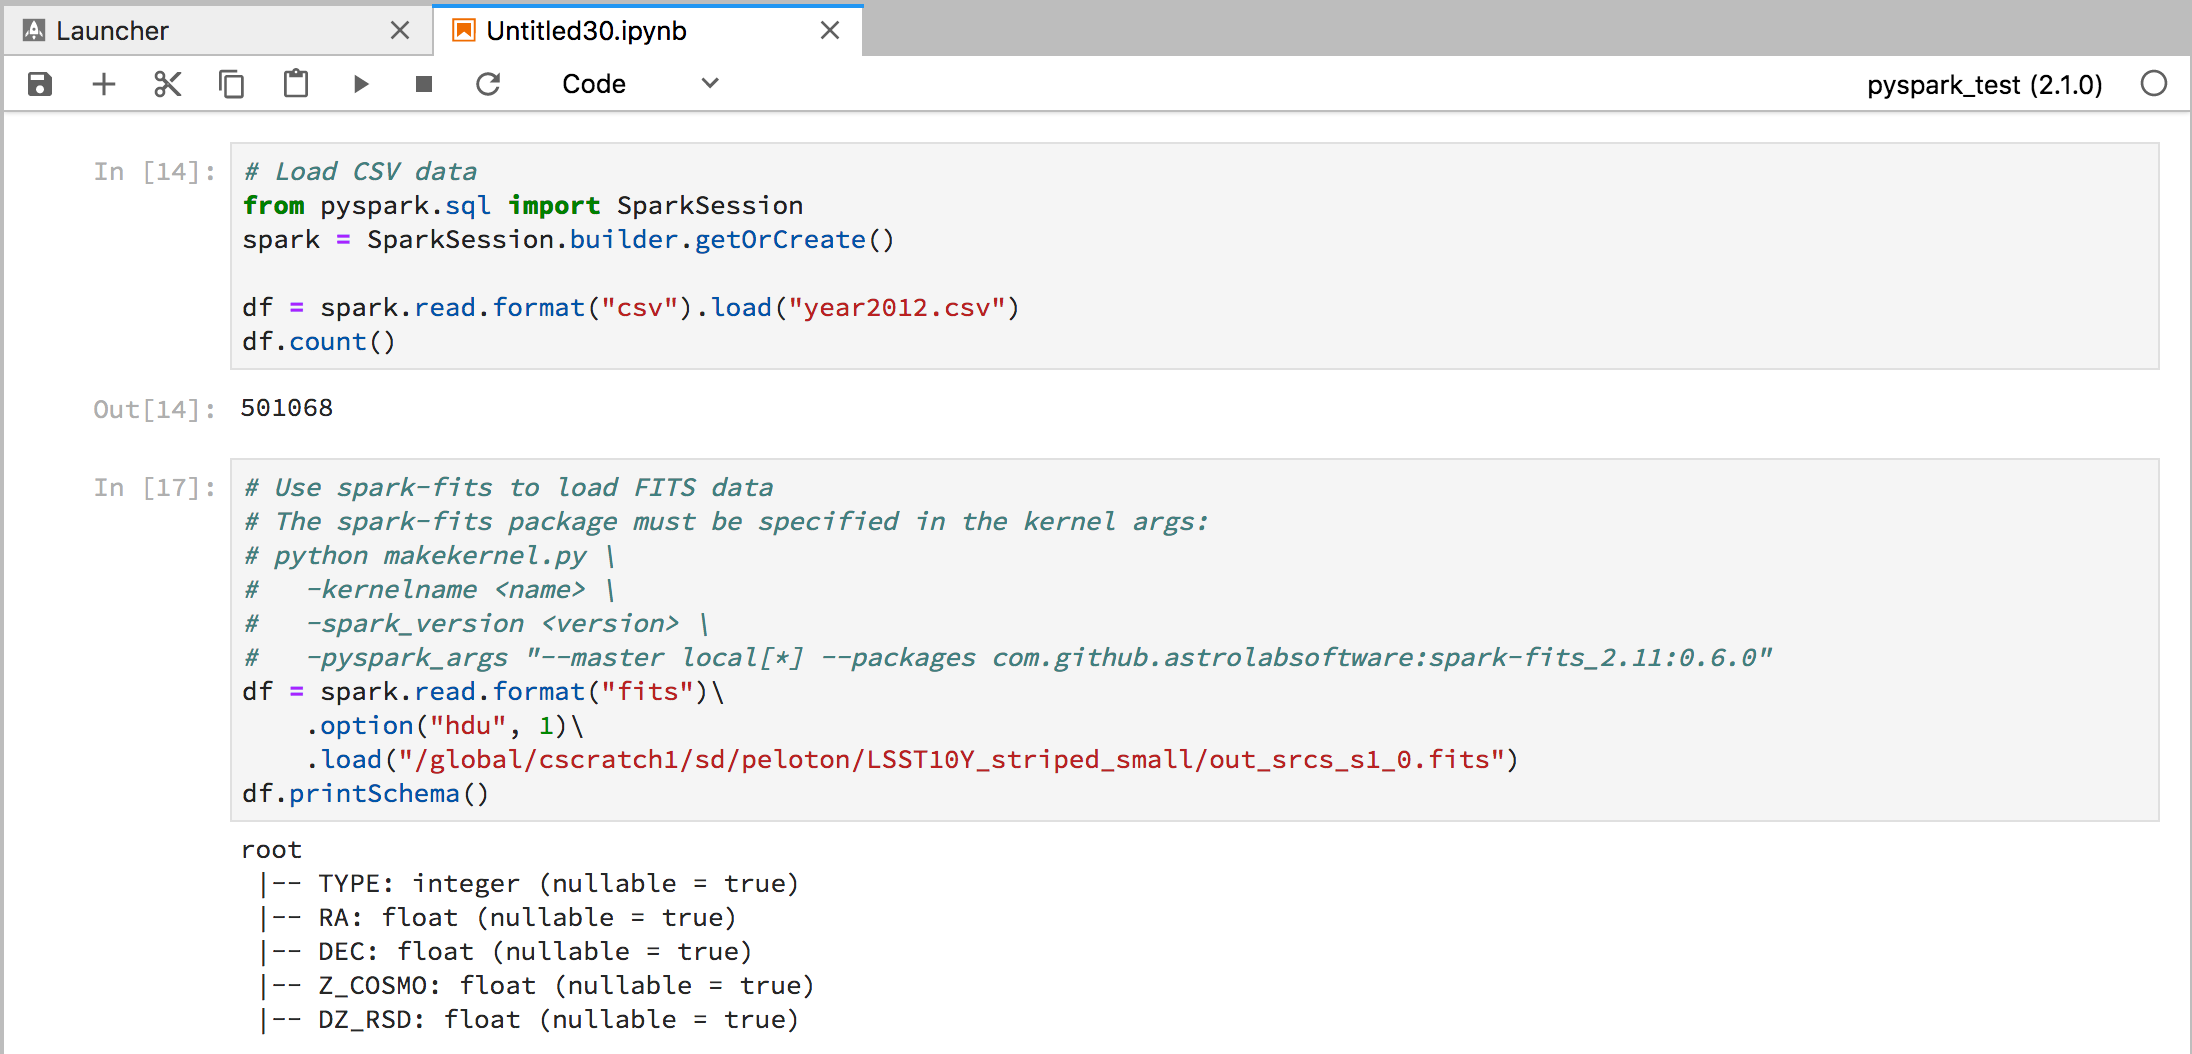 Launcher
Untitled30.ipynb
Code
pyspark_test (2.1.0)
In [14]:
# Load CSV data
from pyspark.sql import SparkSession
spark = SparkSession.builder.getOrCreate()
df = spark.read.format("csv").load("year2012.csv")
df.count()
Out[14]: 501068
In [17]:
# Use spark-fits to load FITS data
# The spark-fits package must be specified in the kernel args:
# python makekernel.py \
#   -kernelname <name> \
#   -spark_version <version> \
#   -pyspark_args "--master local[*] --packages com.github.astrolabsoftware:spark-fits_2.11:0.6.0"
df = spark.read.format("fits")\
    .option("hdu", 1)\
    .load("/global/cscratch1/sd/peloton/LSST10Y_striped_small/out_srcs_s1_0.fits")
df.printSchema()
root
 |-- TYPE: integer (nullable = true)
 |-- RA: float (nullable = true)
 |-- DEC: float (nullable = true)
 |-- Z_COSMO: float (nullable = true)
 |-- DZ_RSD: float (nullable = true)